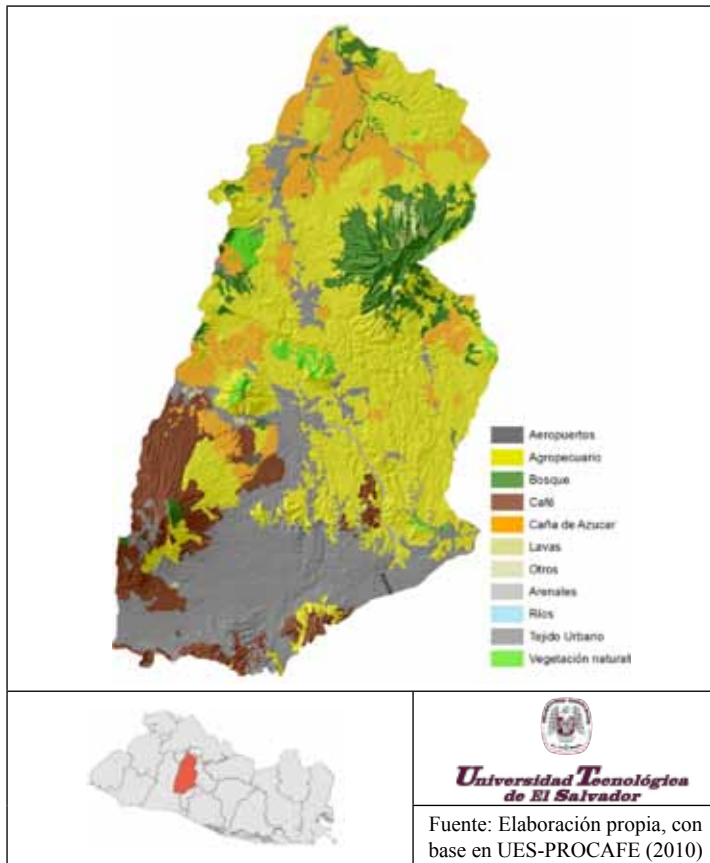 Aeropuertos
Agropecuario
Bosque
Café
Caña de Azucar
Lavas
Otros
Arenales
Ríos
Tejido Urbano
Vegetación natural
Universidad Tecnológica
de El Salvador
Fuente: Elaboración propia, con
base en UES-PROCAFE (2010)